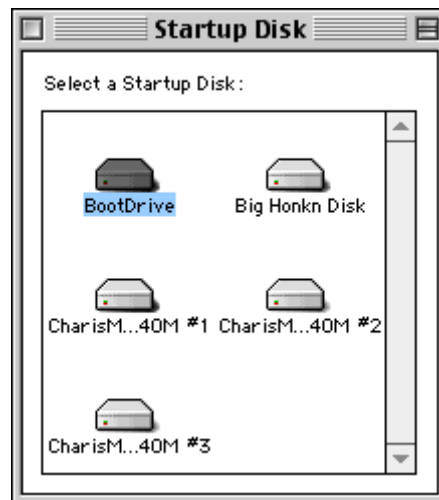 Startup Disk
Select a Startup Disk:
BootDrive Big Honkn Disk
CharisM...40M #1 CharisM...40M #2
CharisM...40M #3